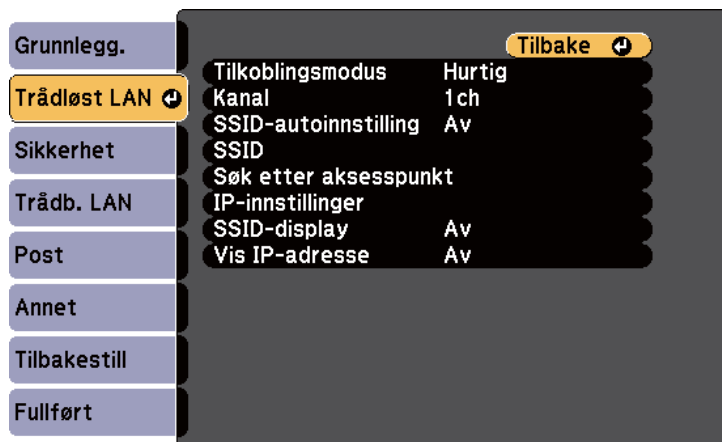 Grunnlegg.
Trådløst LAN
Sikkerhet
Trådb. LAN
Post
Annet
Tilbakestill
Fullført
Tilbake
Tilkoblingsmodus Hurtig
Kanal 1ch
SSID-autoinnstilling Av
SSID
Søk etter aksesspunkt
IP-innstillinger
SSID-display Av
Vis IP-adresse Av